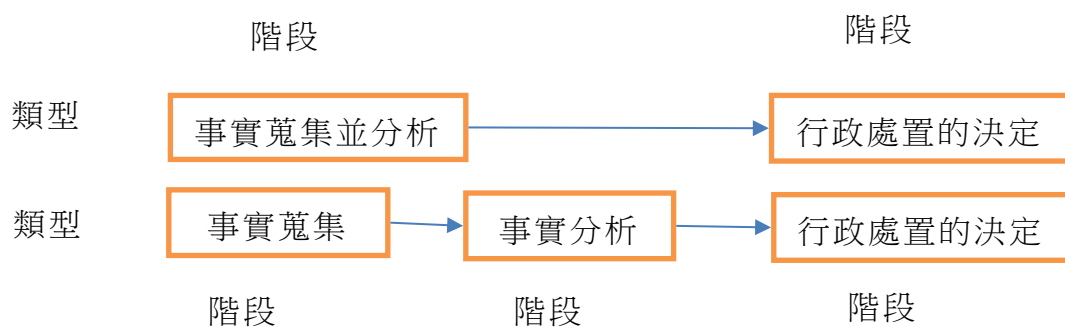 階段 階段
類型 事實蒐集並分析 行政處置的決定
類型 事實蒐集 事實分析 行政處置的決定
階段 階段 階段